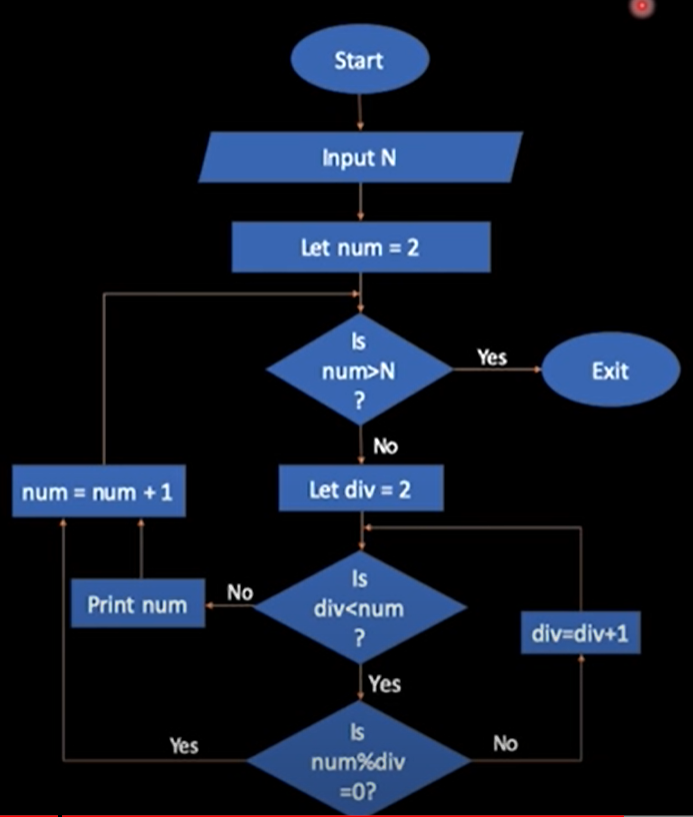 Start
Input N
Let num = 2
Is
num>N
?
Yes
Exit
No
num = num + 1
Let div = 2
Print num
No
Is
div<num
?
div=div+1
Yes
Yes
Is
num%div
=0?
No